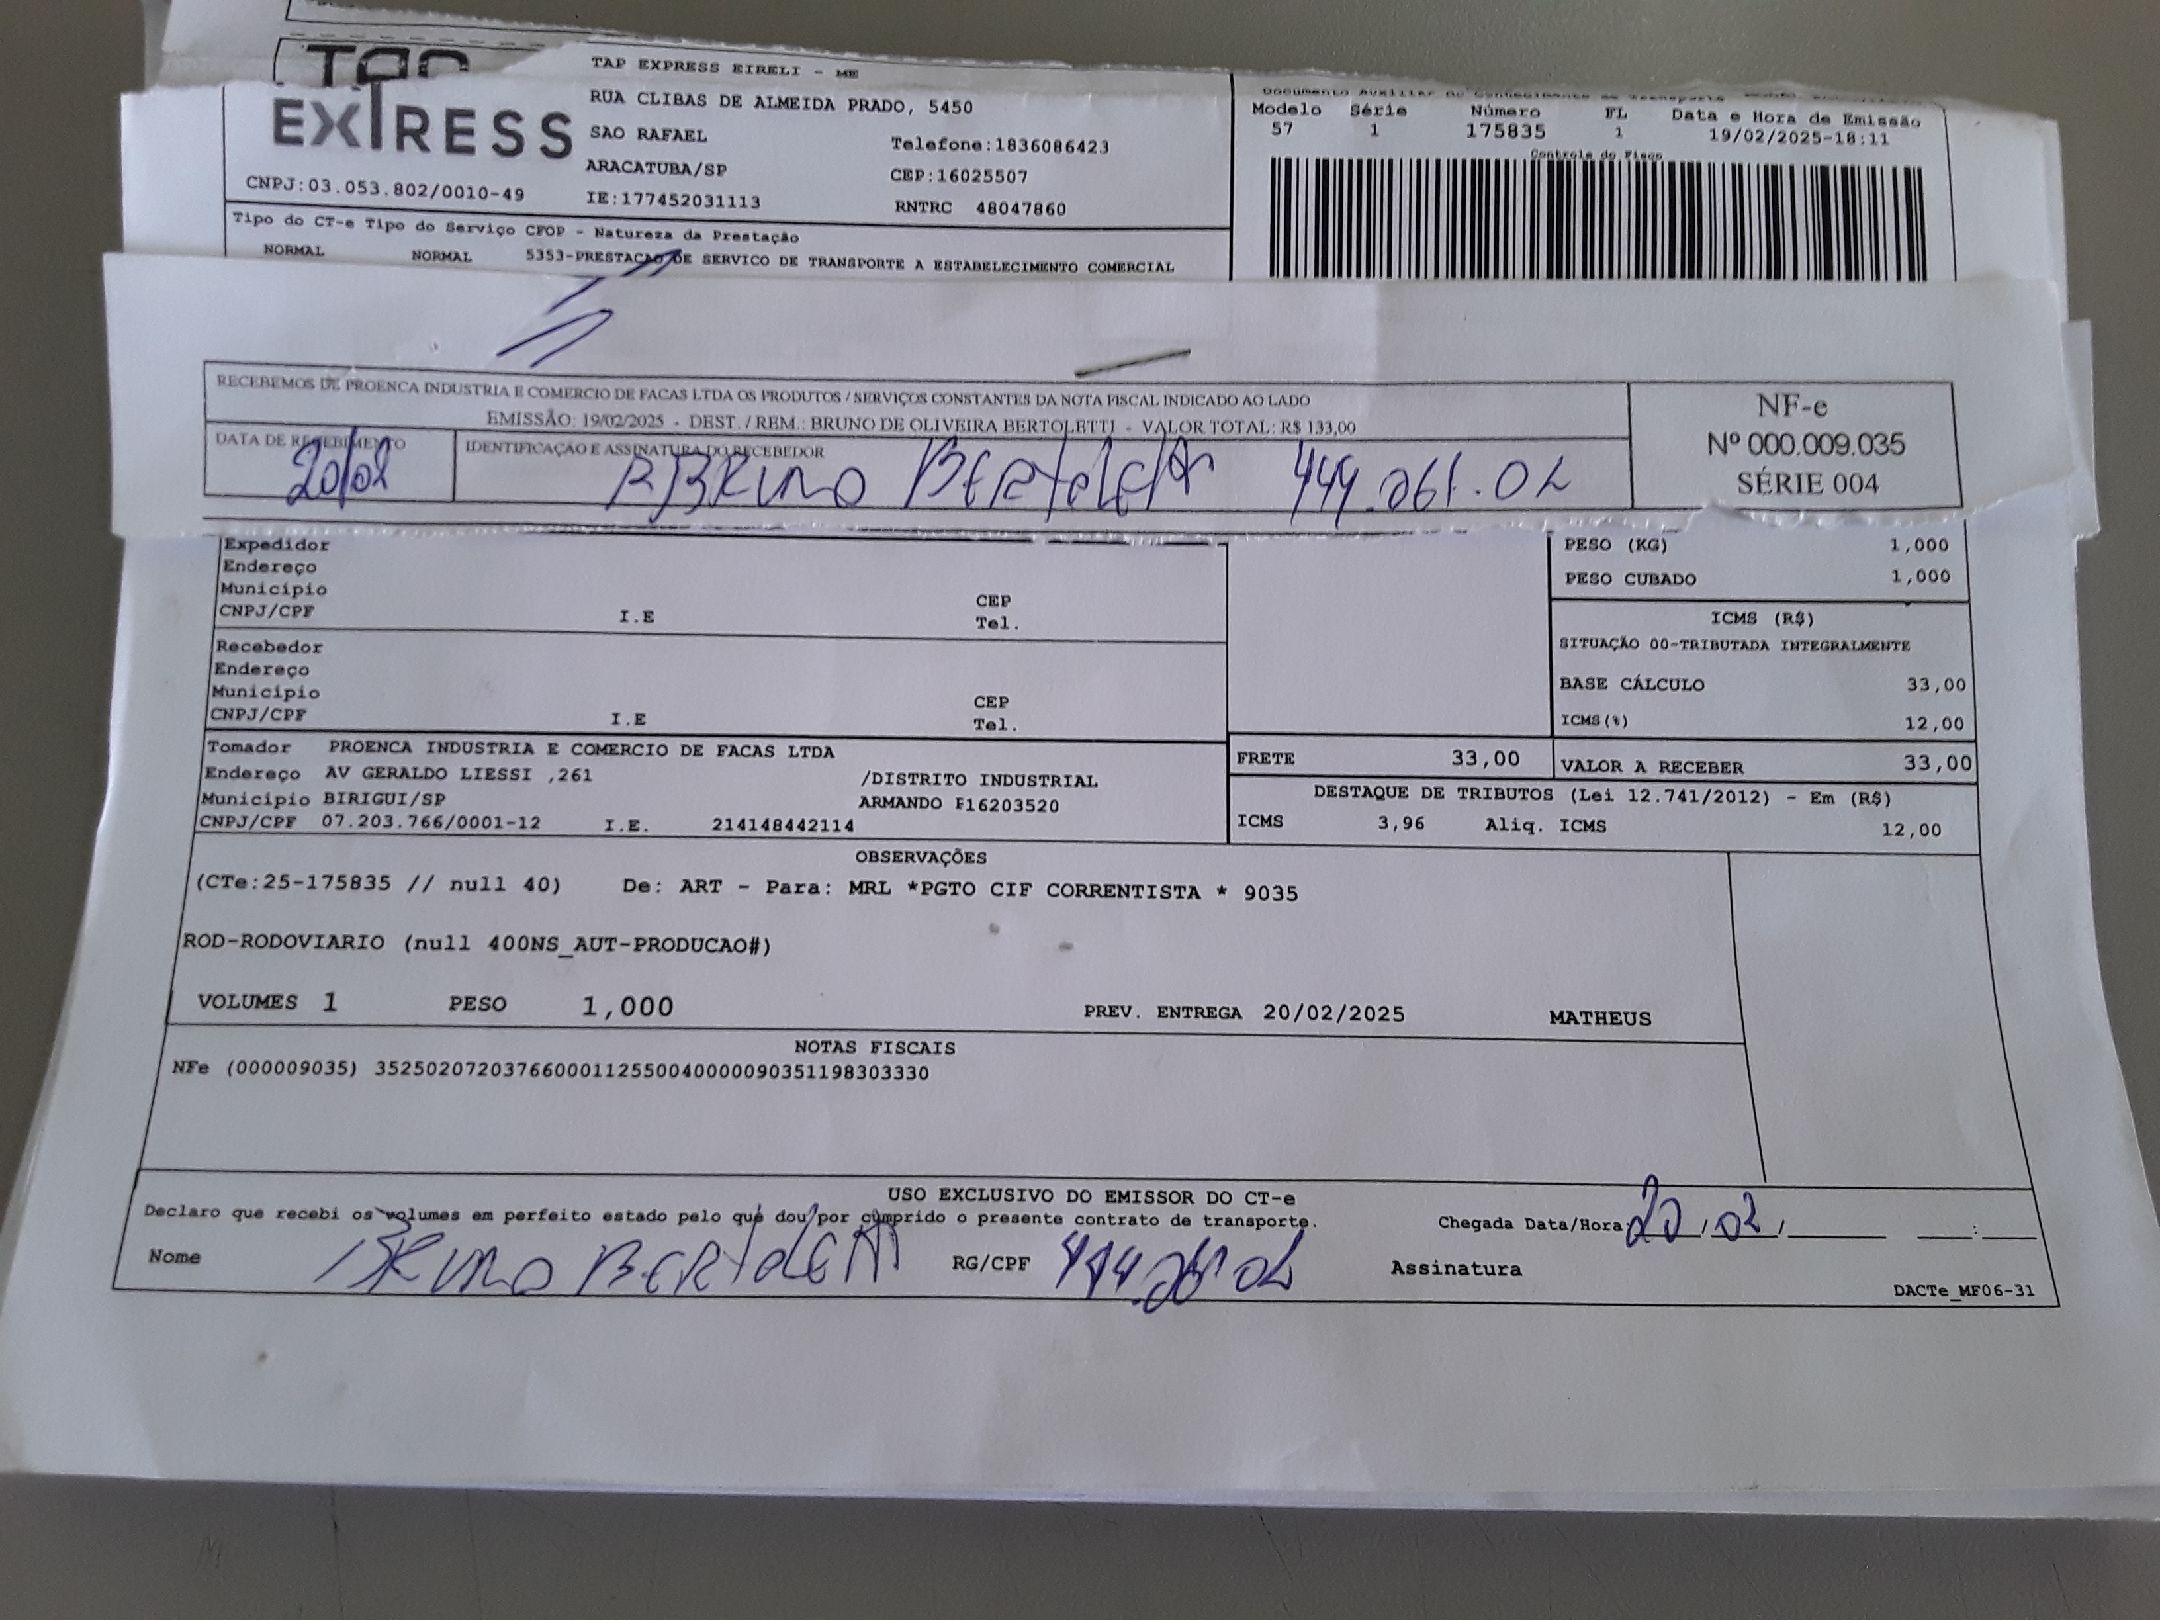 TAP
EXPRESS
TAP EXPRESS EIRELI - ME
RUA CLIBAS DE ALMEIDA PRADO, 5450
SAO RAFAEL
Telefone:1836086423
ARACATUBA/SP
CEP:16025507
CNPJ:03.053.802/0010-49
IE:177452031113
RNTRC 48047860
Modelo Série Número FL Data e Hora de Emissão
57 1 175835 1 19/02/2025-18:11
Controle do Fisco
Tipo do CT-e Tipo do Serviço CFOP - Natureza da Prestação
NORMAL NORMAL 5353-PRESTACAO DE SERVICO DE TRANSPORTE A ESTABELECIMENTO COMERCIAL
RECEBEMOS DE PROENCA INDUSTRIA E COMERCIO DE FACAS LTDA OS PRODUTOS / SERVIÇOS CONSTANTES DA NOTA FISCAL INDICADO AO LADO
EMISSÃO: 19/02/2025 - DEST. / REM.: BRUNO DE OLIVEIRA BERTOLETTI - VALOR TOTAL: R$ 133,00
DATA DE RECEBIMENTO
20/02
IDENTIFICAÇÃO E ASSINATURA DO RECEBEDOR
BRUNO BERTOLETTI 444.261.02
NF-e
Nº 000.009.035
SÉRIE 004
Expedidor
Endereço
Município CEP
CNPJ/CPF I.E Tel.
Recebedor
Endereço
Município CEP
CNPJ/CPF I.E Tel.
PESO (KG) 1,000
PESO CUBADO 1,000
ICMS (R$)
SITUAÇÃO 00-TRIBUTADA INTEGRALMENTE
BASE CÁLCULO 33,00
ICMS(%) 12,00
Tomador PROENCA INDUSTRIA E COMERCIO DE FACAS LTDA
Endereço AV GERALDO LIESSI ,261 /DISTRITO INDUSTRIAL
Município BIRIGUI/SP ARMANDO F16203520
CNPJ/CPF 07.203.766/0001-12 I.E. 214148442114
FRETE 33,00 VALOR A RECEBER 33,00
DESTAQUE DE TRIBUTOS (Lei 12.741/2012) - Em (R$)
ICMS 3,96 Aliq. ICMS 12,00
OBSERVAÇÕES
(CTe:25-175835 // null 40) De: ART - Para: MRL *PGTO CIF CORRENTISTA * 9035
ROD-RODOVIARIO (null 400NS_AUT-PRODUCAO#)
VOLUMES 1 PESO 1,000 PREV. ENTREGA 20/02/2025 MATHEUS
NOTAS FISCAIS
NFe (000009035) 35250207203766000112550040000090351198303330
USO EXCLUSIVO DO EMISSOR DO CT-e
Declaro que recebi os volumes em perfeito estado pelo que dou por cumprido o presente contrato de transporte.
Chegada Data/Hora: 20/02/ :
Nome BRUNO BERTOLETTI RG/CPF 444.261.02 Assinatura
DACTe_MF06-31